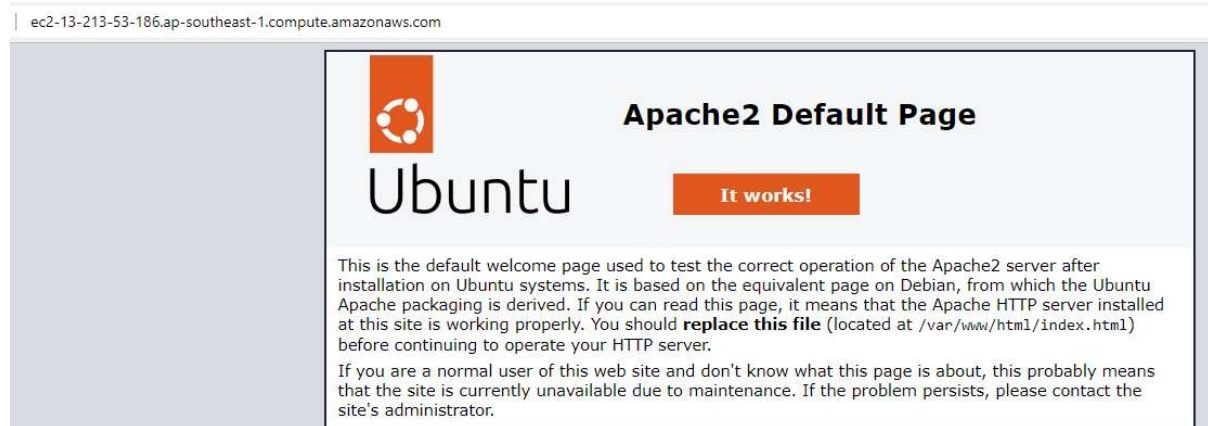 ec2-13-213-53-186.ap-southeast-1.compute.amazonaws.com
Apache2 Default Page
Ubuntu
It works!
This is the default welcome page used to test the correct operation of the Apache2 server after
installation on Ubuntu systems. It is based on the equivalent page on Debian, from which the Ubuntu
Apache packaging is derived. If you can read this page, it means that the Apache HTTP server installed
at this site is working properly. You should replace this file (located at /var/www/html/index.html)
before continuing to operate your HTTP server.
If you are a normal user of this web site and don't know what this page is about, this probably means
that the site is currently unavailable due to maintenance. If the problem persists, please contact the
site's administrator.